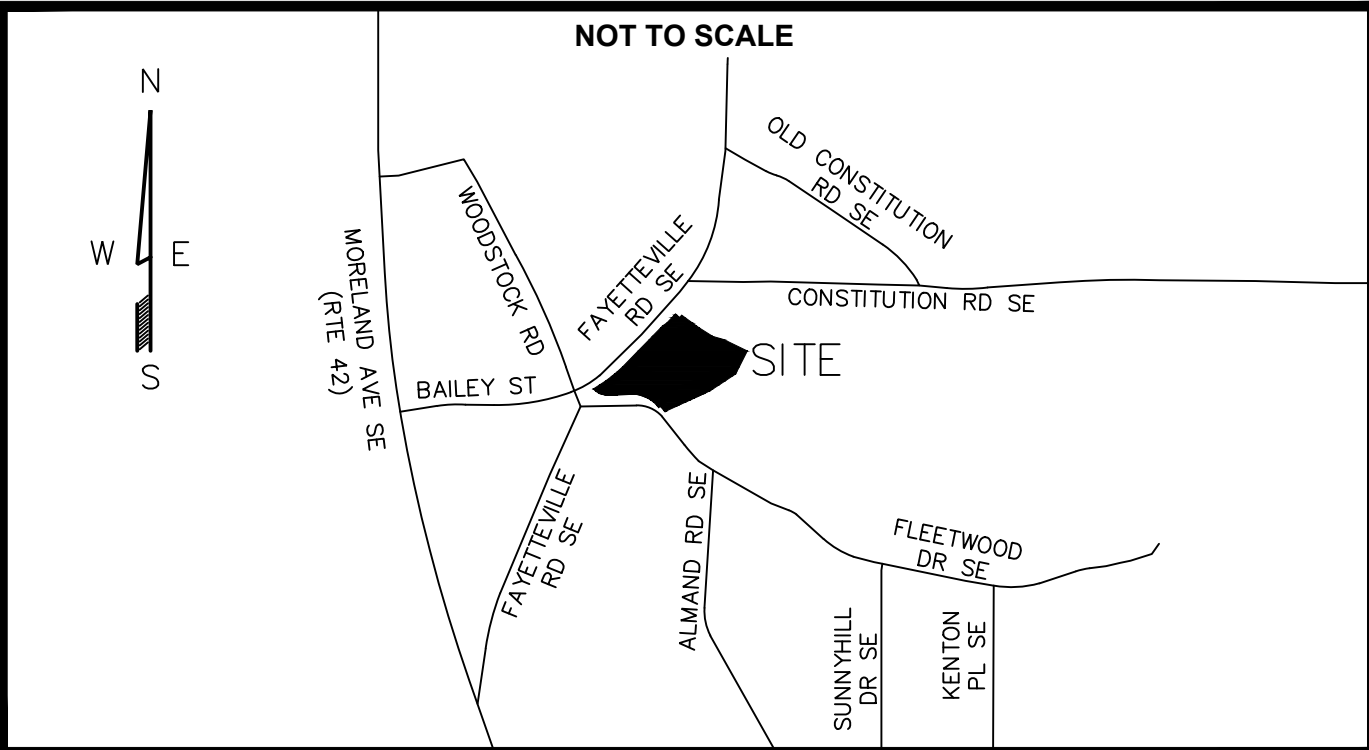 NOT TO SCALE
N
W
E
S
OLD CONSTITUTION
RD SE
WOODSTOCK RD
FAYETTEVILLE
RD SE
MORELAND AVE SE
(RTE 42)
CONSTITUTION RD SE
SITE
BAILEY ST
FAYETTEVILLE
RD SE
ALMAND RD SE
FLEETWOOD
DR SE
SUNNYHILL
DR SE
KENTON
PL SE